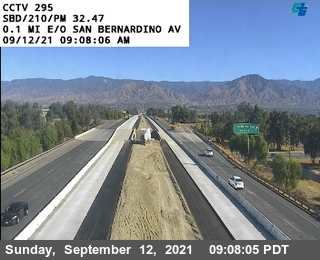 CCTV 295
SBD/210/PM 32.47
0.1 MI E/O SAN BERNARDINO AV
09/12/21 09:08:06 AM
Sunday, September 12, 2021 09:08:05 PDT